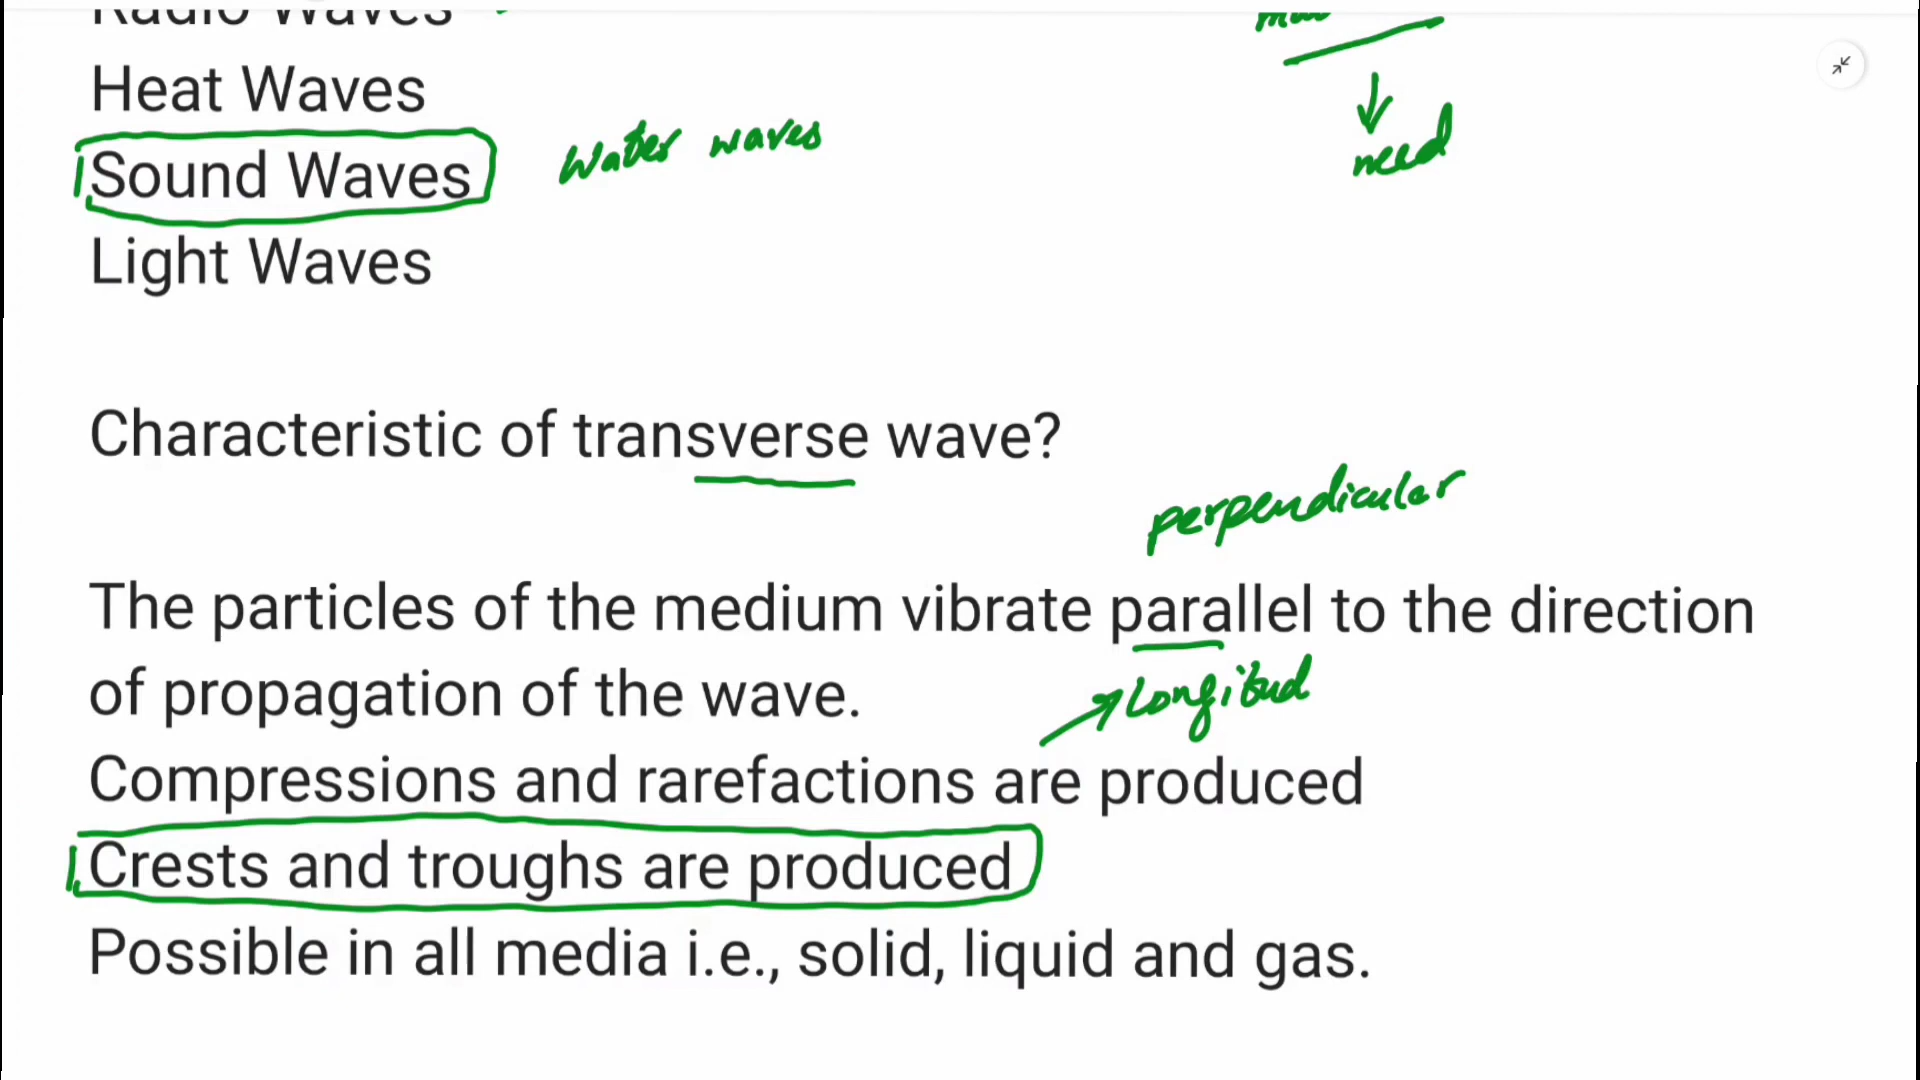 Radio Waves
Heat Waves
need
Sound Waves
Water waves
Light Waves
Characteristic of transverse wave?
perpendicular
The particles of the medium vibrate parallel to the direction
of propagation of the wave.
Longitud
Compressions and rarefactions are produced
Crests and troughs are produced
Possible in all media i.e., solid, liquid and gas.